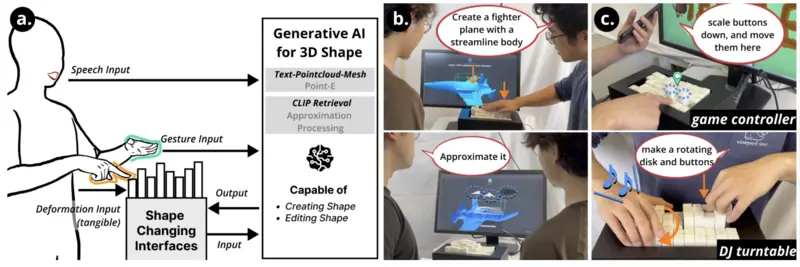 a.
Speech Input
Gesture Input
Deformation Input
(tangible)
Shape
Changing
Interfaces
Output
Input
Generative AI
for 3D Shape
Text-Pointcloud-Mesh
Point-E
CLIP Retrieval
Approximation
Processing
Capable of
• Creating Shape
• Editing Shape
b.
Create a fighter
plane with a
streamline body
Approximate it
c.
scale buttons
down, and move
them here
game controller
make a rotating
disk and buttons
DJ turntable